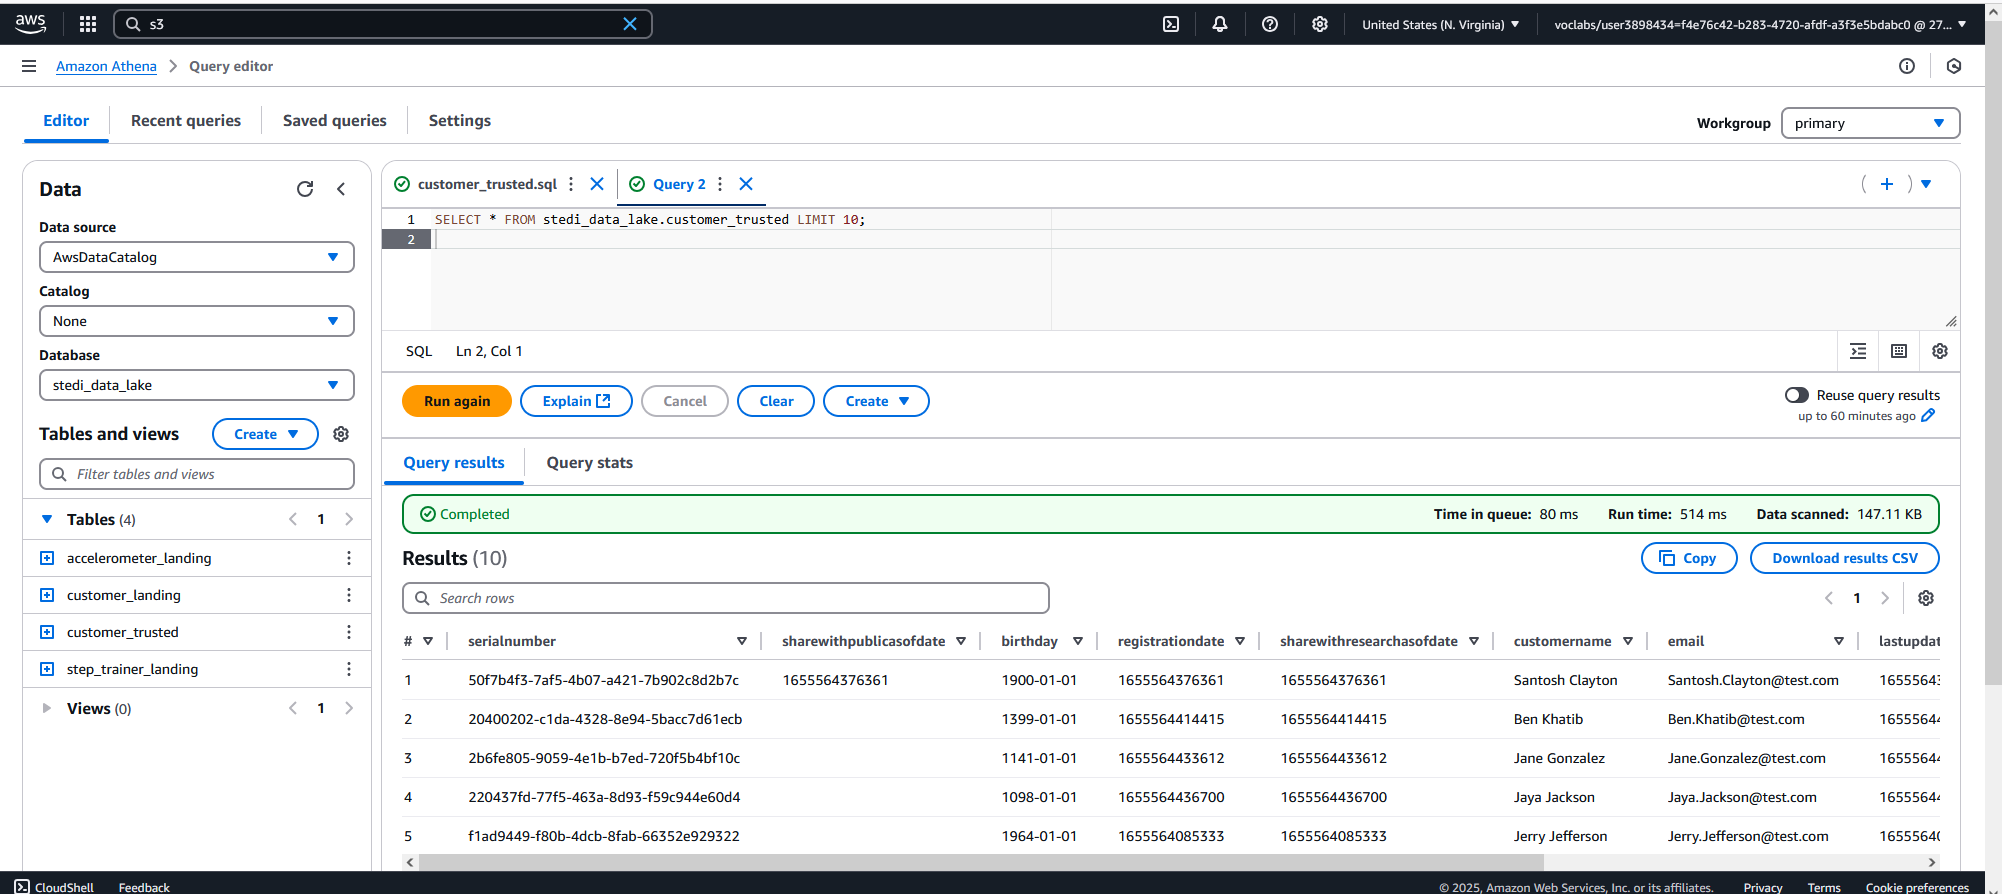 aws
s3
United States (N. Virginia)
voclabs/user3898434=f4e76c42-b283-4720-afdf-a3f3e5bdabc0 @ 27...
Amazon Athena
Query editor
Editor
Recent queries
Saved queries
Settings
Workgroup
primary
Data
Data source
AwsDataCatalog
Catalog
None
Database
stedi_data_lake
Tables and views
Create
Filter tables and views
Tables (4)
1
accelerometer_landing
customer_landing
customer_trusted
step_trainer_landing
Views (0)
1
customer_trusted.sql
Query 2
1 SELECT * FROM stedi_data_lake.customer_trusted LIMIT 10;
2
SQL Ln 2, Col 1
Run again
Explain
Cancel
Clear
Create
Reuse query results
up to 60 minutes ago
Query results
Query stats
Completed
Time in queue: 80 ms
Run time: 514 ms
Data scanned: 147.11 KB
Results (10)
Copy
Download results CSV
Search rows
1
# serialnumber sharewithpublicasofdate birthday registrationdate sharewithresearchasofdate customername email lastupdat
1 50f7b4f3-7af5-4b07-a421-7b902c8d2b7c 1655564376361 1900-01-01 1655564376361 1655564376361 Santosh Clayton Santosh.Clayton@test.com 16555643
2 20400202-c1da-4328-8e94-5bacc7d61ecb 1399-01-01 1655564414415 1655564414415 Ben Khatib Ben.Khatib@test.com 16555644
3 2b6fe805-9059-4e1b-b7ed-720f5b4bf10c 1141-01-01 1655564433612 1655564433612 Jane Gonzalez Jane.Gonzalez@test.com 16555644
4 220437fd-77f5-463a-8d93-f59c944e60d4 1098-01-01 1655564436700 1655564436700 Jaya Jackson Jaya.Jackson@test.com 16555644
5 f1ad9449-f80b-4dcb-8fab-66352e929322 1964-01-01 1655564085333 1655564085333 Jerry Jefferson Jerry.Jefferson@test.com 16555640
CloudShell
Feedback
© 2025, Amazon Web Services, Inc. or its affiliates.
Privacy
Terms
Cookie preferences